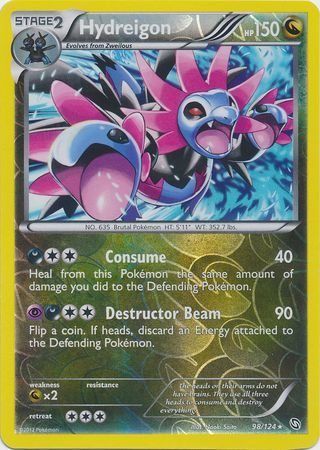 STAGE2
Hydreigon
HP150
Evolves from Zweilous
NO. 635 Brutal Pokémon HT: 5'11" WT: 352.7 lbs.
Consume 40
Heal from this Pokémon the same amount of
damage you did to the Defending Pokémon.
Destructor Beam 90
Flip a coin. If heads, discard an Energy attached to
the Defending Pokémon.
weakness resistance
×2
retreat
The heads on their arms do not
have brains. They use all three
to consume and destroy
everything.
©2012 Pokémon
Illus. Naoki Saito
98/124 ★